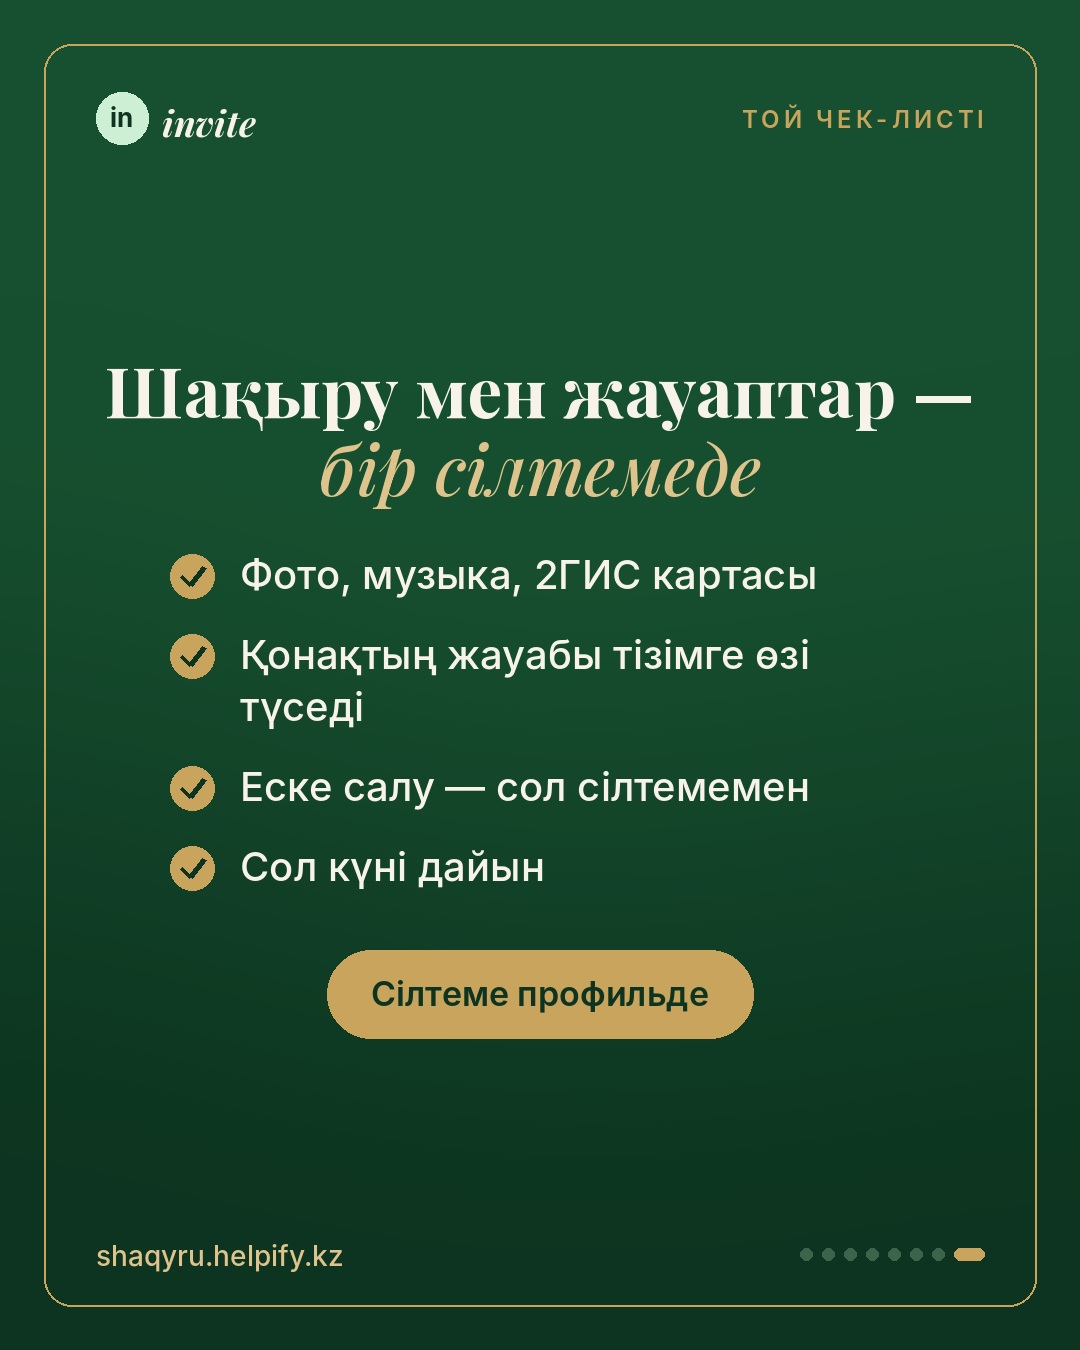 in invite
ТОЙ ЧЕК-ЛИСТІ
Шақыру мен жауаптар —
бір сілтемеде
Фото, музыка, 2ГИС картасы
Қонақтың жауабы тізімге өзі
түседі
Еске салу — сол сілтемемен
Сол күні дайын
Сілтеме профильде
shaqyru.helpify.kz